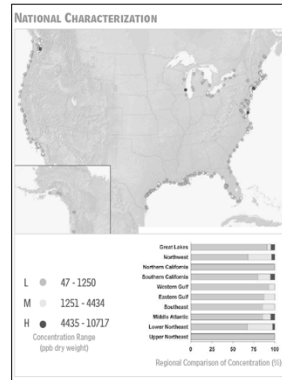 NATIONAL CHARACTERIZATION
L 47 - 1250
M 1251 - 4434
H 4435 - 10717
Concentration Range
(ppb dry weight)
Great Lakes
Northwest
Northern California
Southern California
Western Gulf
Eastern Gulf
Southeast
Middle Atlantic
Lower Northeast
Upper Northeast
0 25 50 75 100
Regional Comparison of Concentration (%)